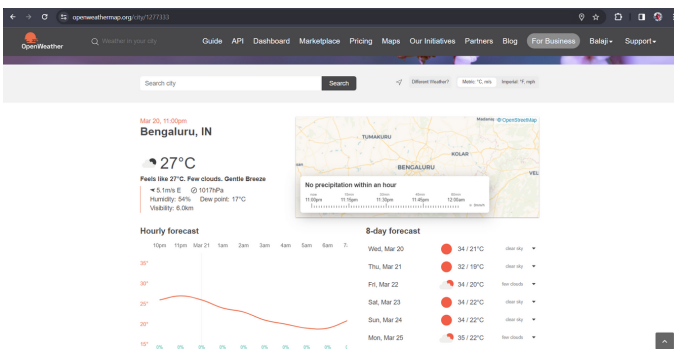 openweathermap.org/city/1277333
OpenWeather
Weather in your city
Guide API Dashboard Marketplace Pricing Maps Our Initiatives Partners Blog For Business Balaji Support
Search city
Search
Different Weather?
Metric: °C, m/s
Imperial: °F, mph
Mar 20, 11:00pm
Bengaluru, IN
27°C
Feels like 27°C. Few clouds. Gentle Breeze
5.1m/s E 1017hPa
Humidity: 54% Dew point: 17°C
Visibility: 6.0km
© OpenStreetMap
TUMAKURU
KOLAR
BENGALURU
VEL
No precipitation within an hour
now
11:00pm 11:15pm 11:30pm 11:45pm 12:00am
Hourly forecast
10pm 11pm Mar 21 1am 2am 3am 4am 5am 6am 7
35°
30°
25°
20°
15°
0% 0% 0% 0% 0% 0% 0% 0% 0%
8-day forecast
Wed, Mar 20 34 / 21°C clear sky
Thu, Mar 21 32 / 19°C clear sky
Fri, Mar 22 34 / 20°C few clouds
Sat, Mar 23 34 / 22°C clear sky
Sun, Mar 24 34 / 22°C clear sky
Mon, Mar 25 35 / 22°C few clouds